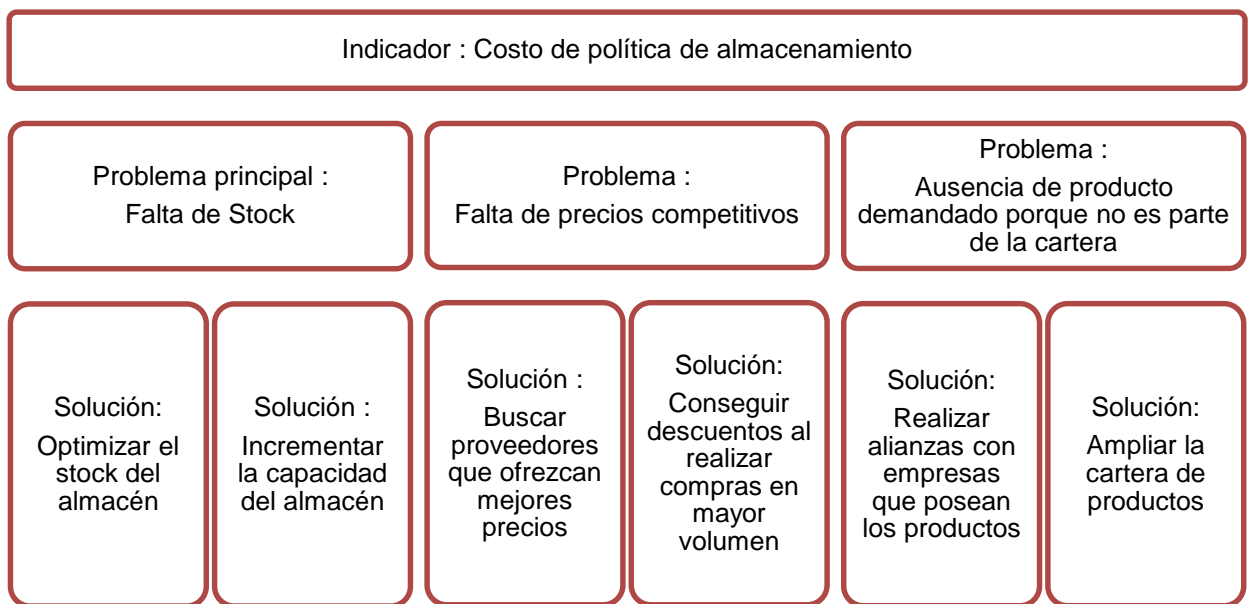 Indicador : Costo de política de almacenamiento
Problema principal :
Falta de Stock
Problema :
Falta de precios competitivos
Problema :
Ausencia de producto
demandado porque no es parte
de la cartera
Solución:
Optimizar el
stock del
almacén
Solución :
Incrementar
la capacidad
del almacén
Solución :
Buscar
proveedores
que ofrezcan
mejores
precios
Solución:
Conseguir
descuentos al
realizar
compras en
mayor
volumen
Solución:
Realizar
alianzas con
empresas
que posean
los productos
Solución:
Ampliar la
cartera de
productos